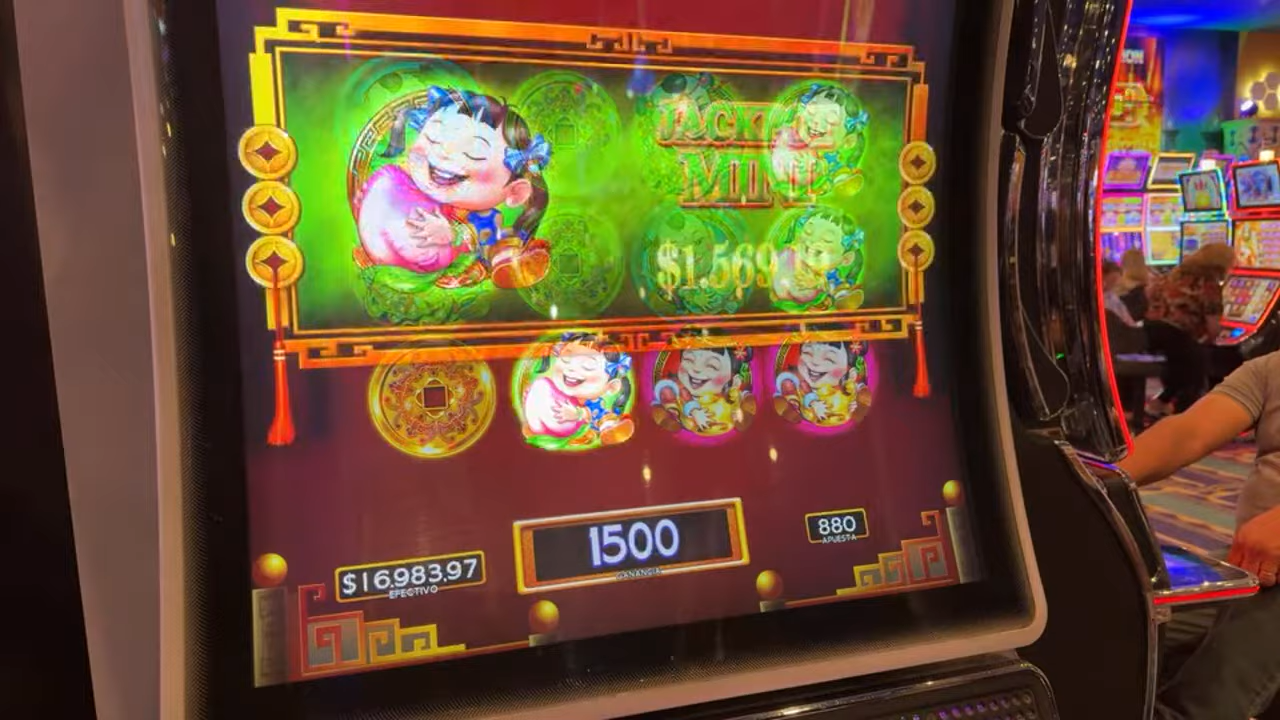 JACKPOT
MINI
$1.569
1500
GANANCIA
880
APUESTA
$16,983.97
EFECTIVO